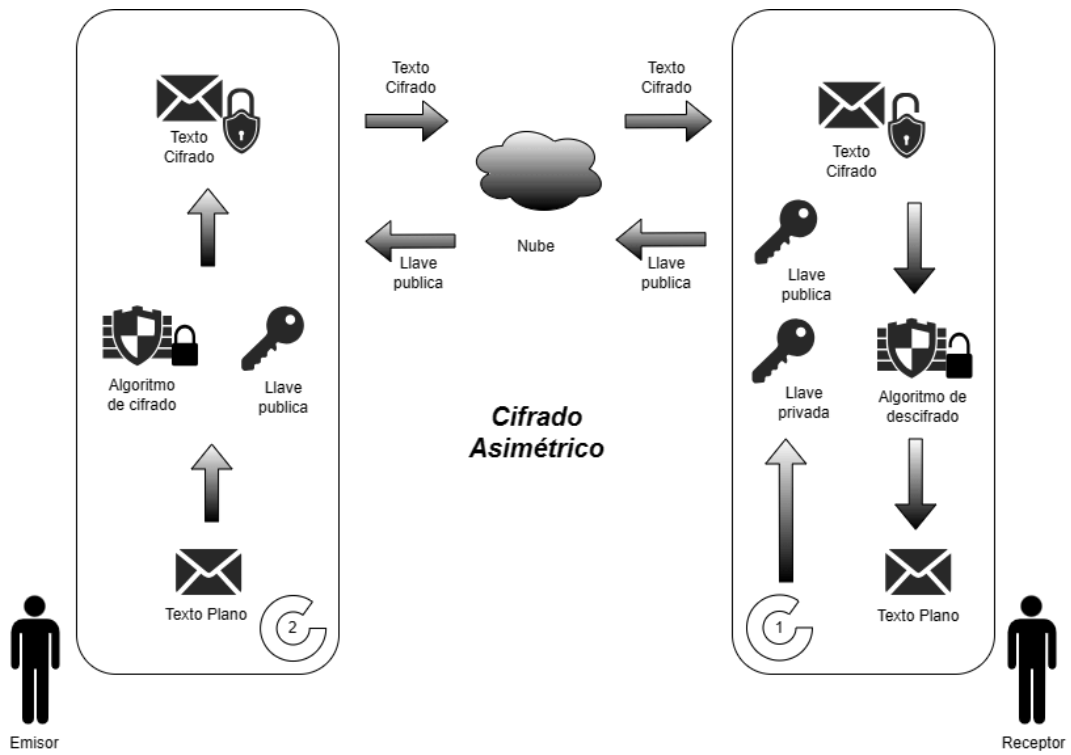 Texto
Cifrado
Algoritmo
de cifrado
Llave
publica
Texto Plano
2
Emisor
Texto
Cifrado
Llave
publica
Nube
Texto
Cifrado
Llave
publica
Cifrado
Asimétrico
Texto
Cifrado
Llave
publica
Llave
privada
Algoritmo de
descifrado
1
Texto Plano
Receptor